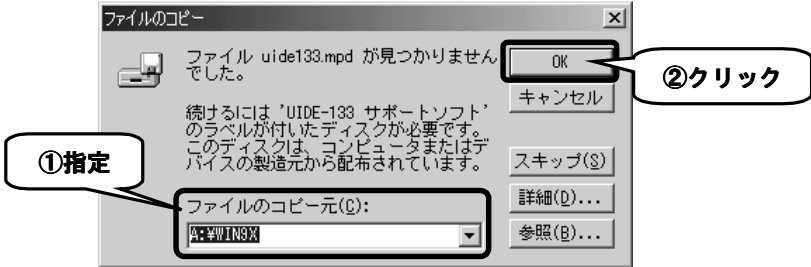 ファイルのコピー
ファイル uide133.mpd が見つかりません
でした。
続けるには 'UIDE-133 サポートソフト'
のラベルが付いたディスクが必要です。
このディスクは、コンピュータまたはデ
バイスの製造元から配布されています。
ファイルのコピー元(C):
A:¥WIN9X
OK
キャンセル
スキップ(S)
詳細(D)...
参照(B)...
①指定
②クリック